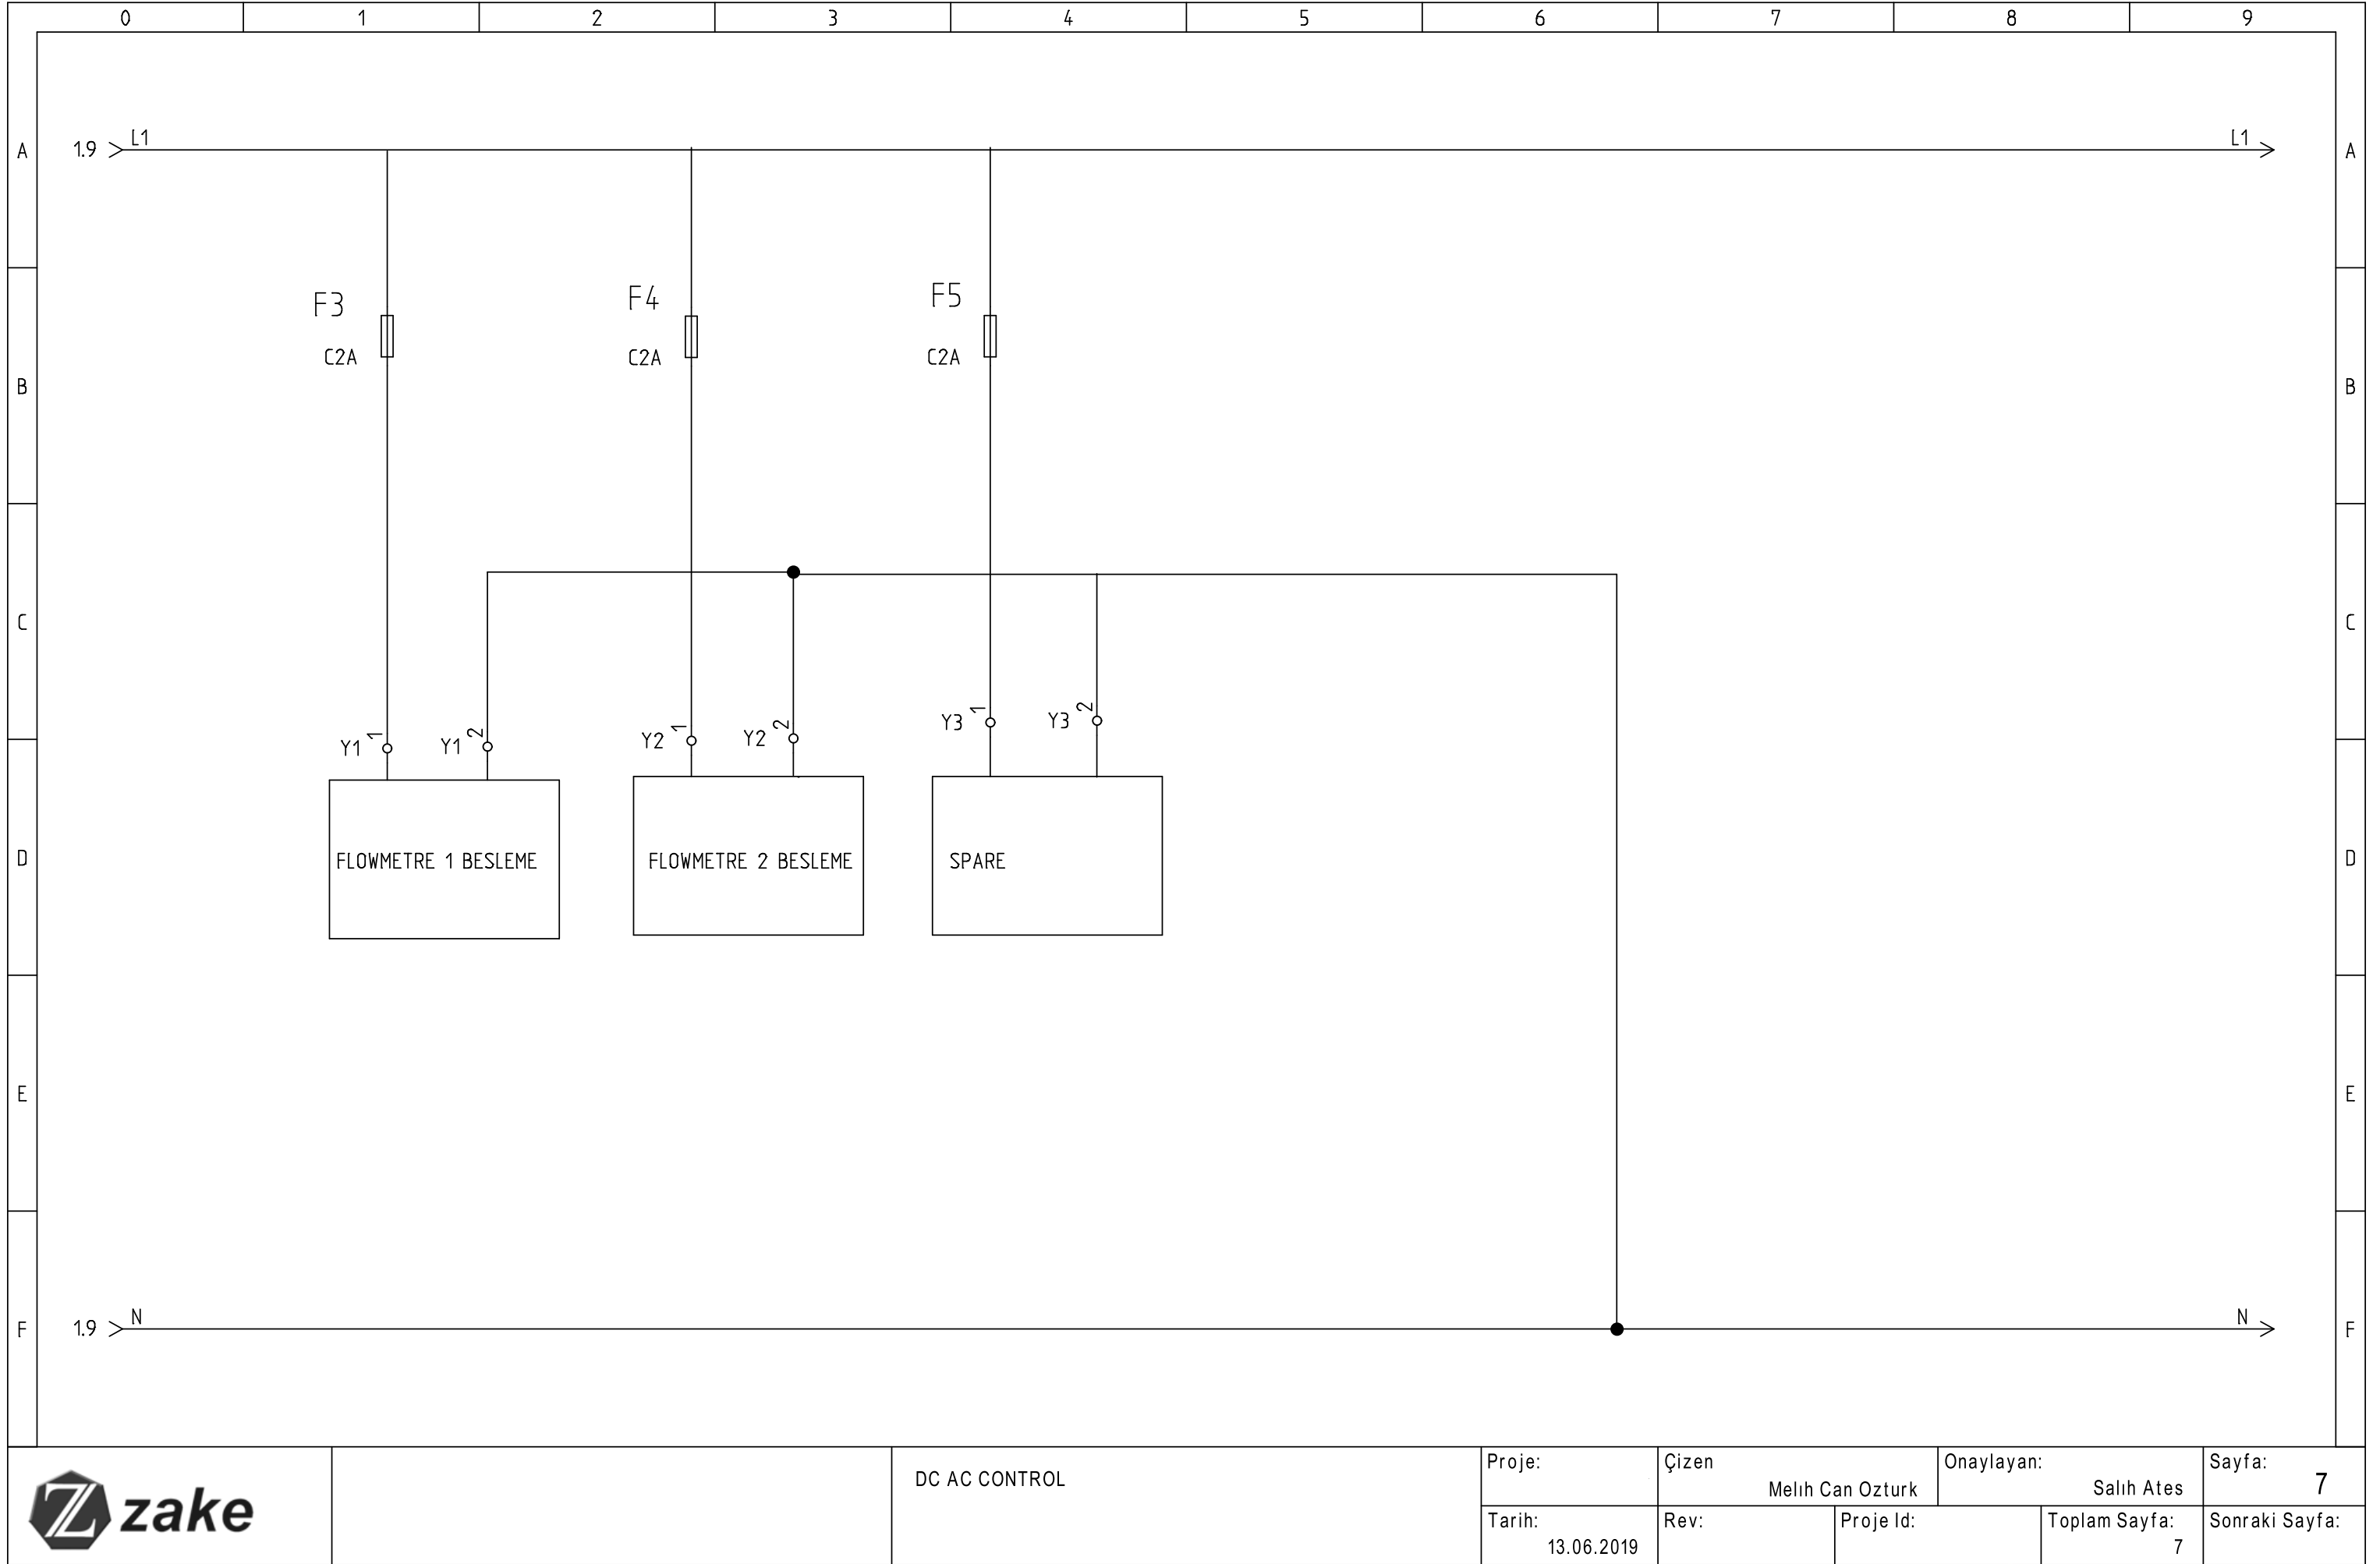 0 1 2 3 4 5 6 7 8 9
A 1.9 L1 L1 A
F3 F4 F5
C2A C2A C2A
B B
C C
Y1 1 Y1 2 Y2 1 Y2 2 Y3 1 Y3 2
D FLOWMETRE 1 BESLEME FLOWMETRE 2 BESLEME SPARE D
E E
F 1.9 N N F
zake
DC AC CONTROL
Proje:
Çizen
Melıh Can Ozturk
Onaylayan:
Salıh Ates
Sayfa:
7
Tarih:
13.06.2019
Rev:
Proje Id:
Toplam Sayfa:
7
Sonraki Sayfa: